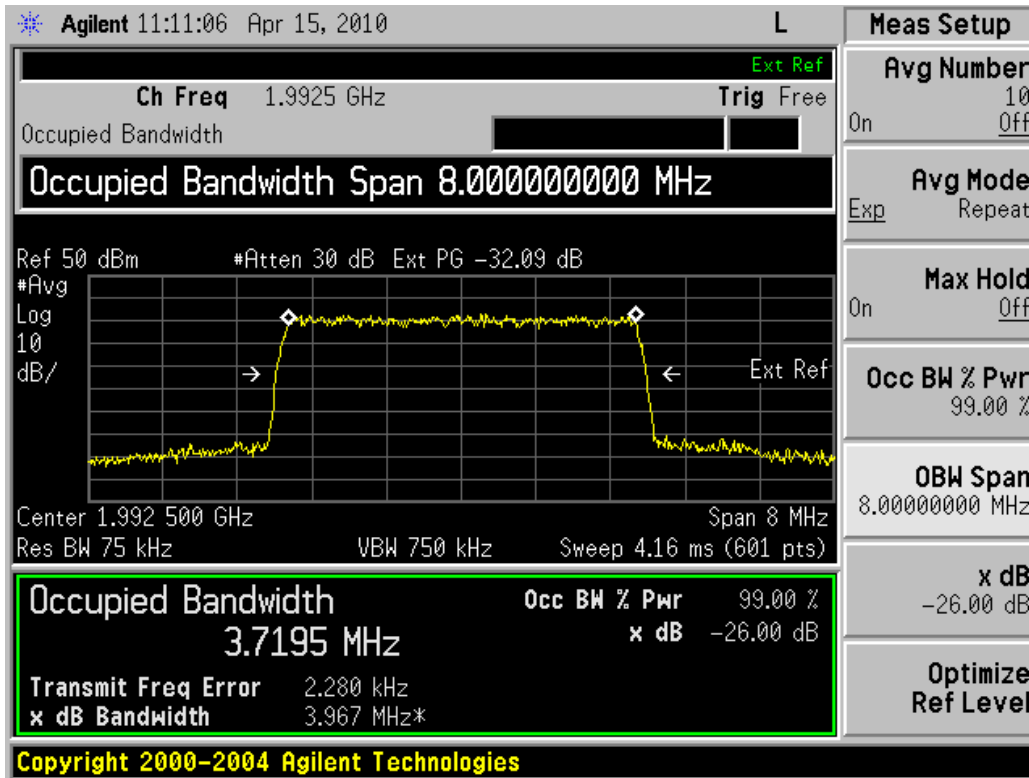 Agilent 11:11:06 Apr 15, 2010 L
Ext Ref
Ch Freq 1.9925 GHz Trig Free
Occupied Bandwidth
Occupied Bandwidth Span 8.000000000 MHz
Ref 50 dBm #Atten 30 dB Ext PG -32.09 dB
#Avg
Log
10
dB/
Ext Ref
Center 1.992 500 GHz Span 8 MHz
Res BW 75 kHz VBW 750 kHz Sweep 4.16 ms (601 pts)
Occupied Bandwidth Occ BW % Pwr 99.00 %
3.7195 MHz x dB -26.00 dB
Transmit Freq Error 2.280 kHz
x dB Bandwidth 3.967 MHz*
Copyright 2000-2004 Agilent Technologies
Meas Setup
Avg Number
10
On Off
Avg Mode
Exp Repeat
Max Hold
On Off
Occ BW % Pwr
99.00 %
OBW Span
8.00000000 MHz
x dB
-26.00 dB
Optimize
Ref Level